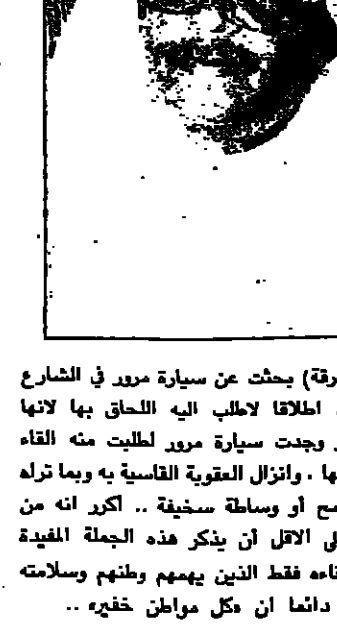 رقة) بحثت عن سيارة مرور في الشارع
اطلاقا لاطلب اليه اللحاق بها لانها
وجدت سيارة مرور لطلبت منه القاء
ها . وانزال العقوبة القاسية به وبما تراه
مح أو وساطة سخيفة .. اكرر انه من
لى الاقل أن يذكر هذه الجملة المفيدة
ناءه فقط الذين يهمهم وطنهم وسلامته
دائما ان «كل مواطن خفير» ..